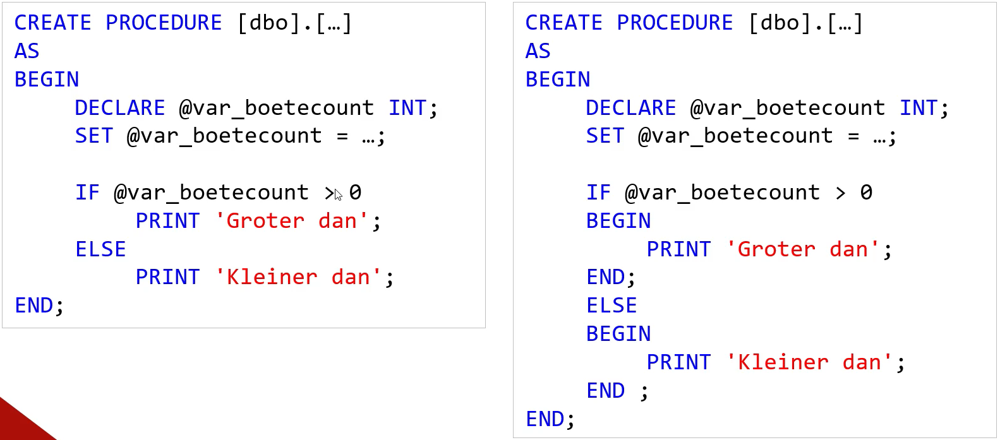 CREATE PROCEDURE [dbo].[…]
AS
BEGIN
DECLARE @var_boetecount INT;
SET @var_boetecount = …;
IF @var_boetecount > 0
PRINT 'Groter dan';
ELSE
PRINT 'Kleiner dan';
END;
CREATE PROCEDURE [dbo].[…]
AS
BEGIN
DECLARE @var_boetecount INT;
SET @var_boetecount = …;
IF @var_boetecount > 0
BEGIN
PRINT 'Groter dan';
END;
ELSE
BEGIN
PRINT 'Kleiner dan';
END ;
END;